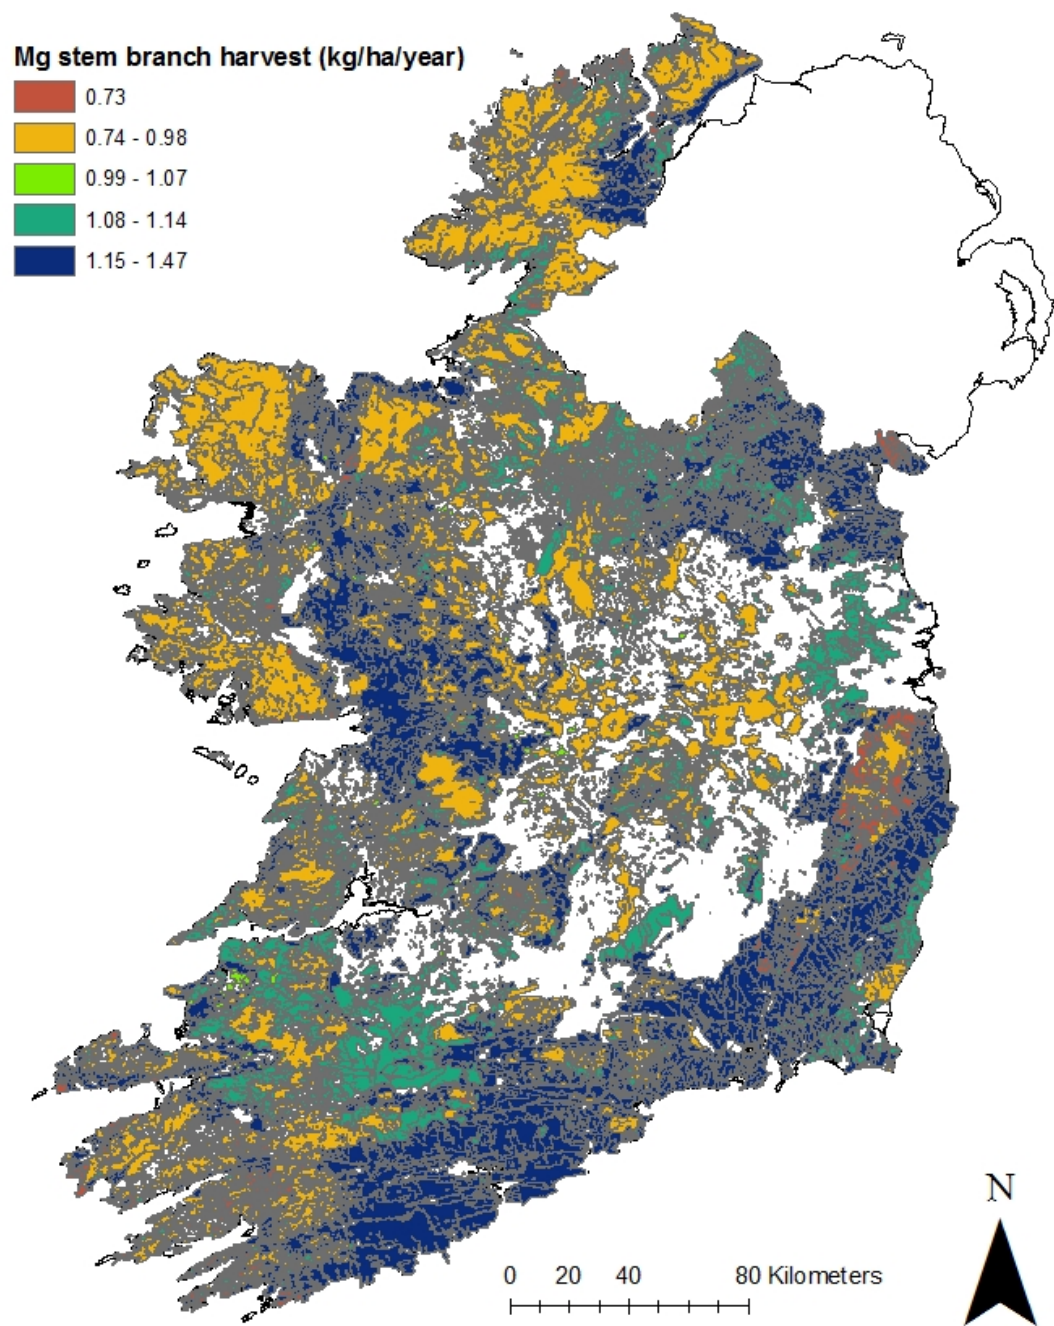 Mg stem branch harvest (kg/ha/year)
0.73
0.74 - 0.98
0.99 - 1.07
1.08 - 1.14
1.15 - 1.47
N
0 20 40 80 Kilometers